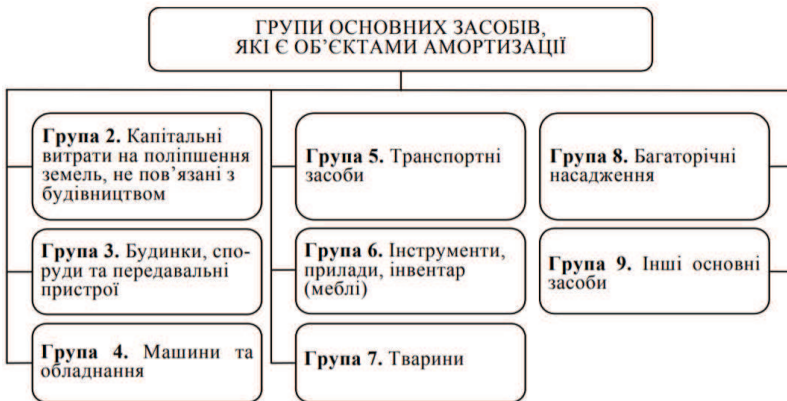 ГРУПИ ОСНОВНИХ ЗАСОБІВ,
ЯКІ Є ОБ’ЄКТАМИ АМОРТИЗАЦІЇ
Група 2. Капітальні
витрати на поліпшення
земель, не пов’язані з
будівництвом
Група 3. Будинки, спо-
руди та передавальні
пристрої
Група 4. Машини та
обладнання
Група 5. Транспортні
засоби
Група 6. Інструменти,
прилади, інвентар
(меблі)
Група 7. Тварини
Група 8. Багаторічні
насадження
Група 9. Інші основні
засоби